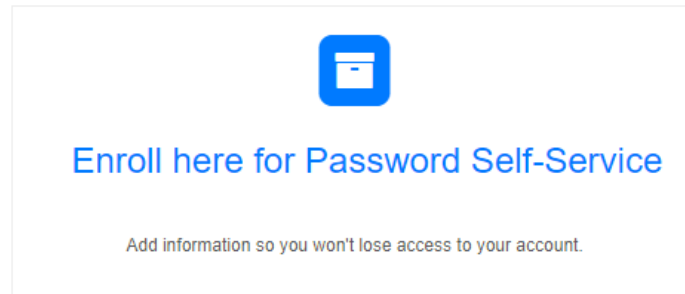 Enroll here for Password Self-Service
Add information so you won't lose access to your account.